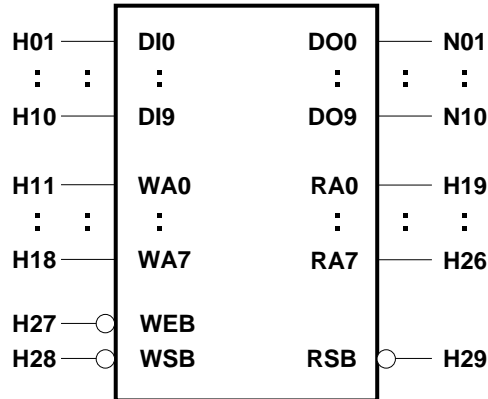 H01 DI0 DO0 N01
: : : : : :
H10 DI9 DO9 N10
H11 WA0 RA0 H19
: : : : : :
H18 WA7 RA7 H26
H27 WEB
H28 WSB RSB H29